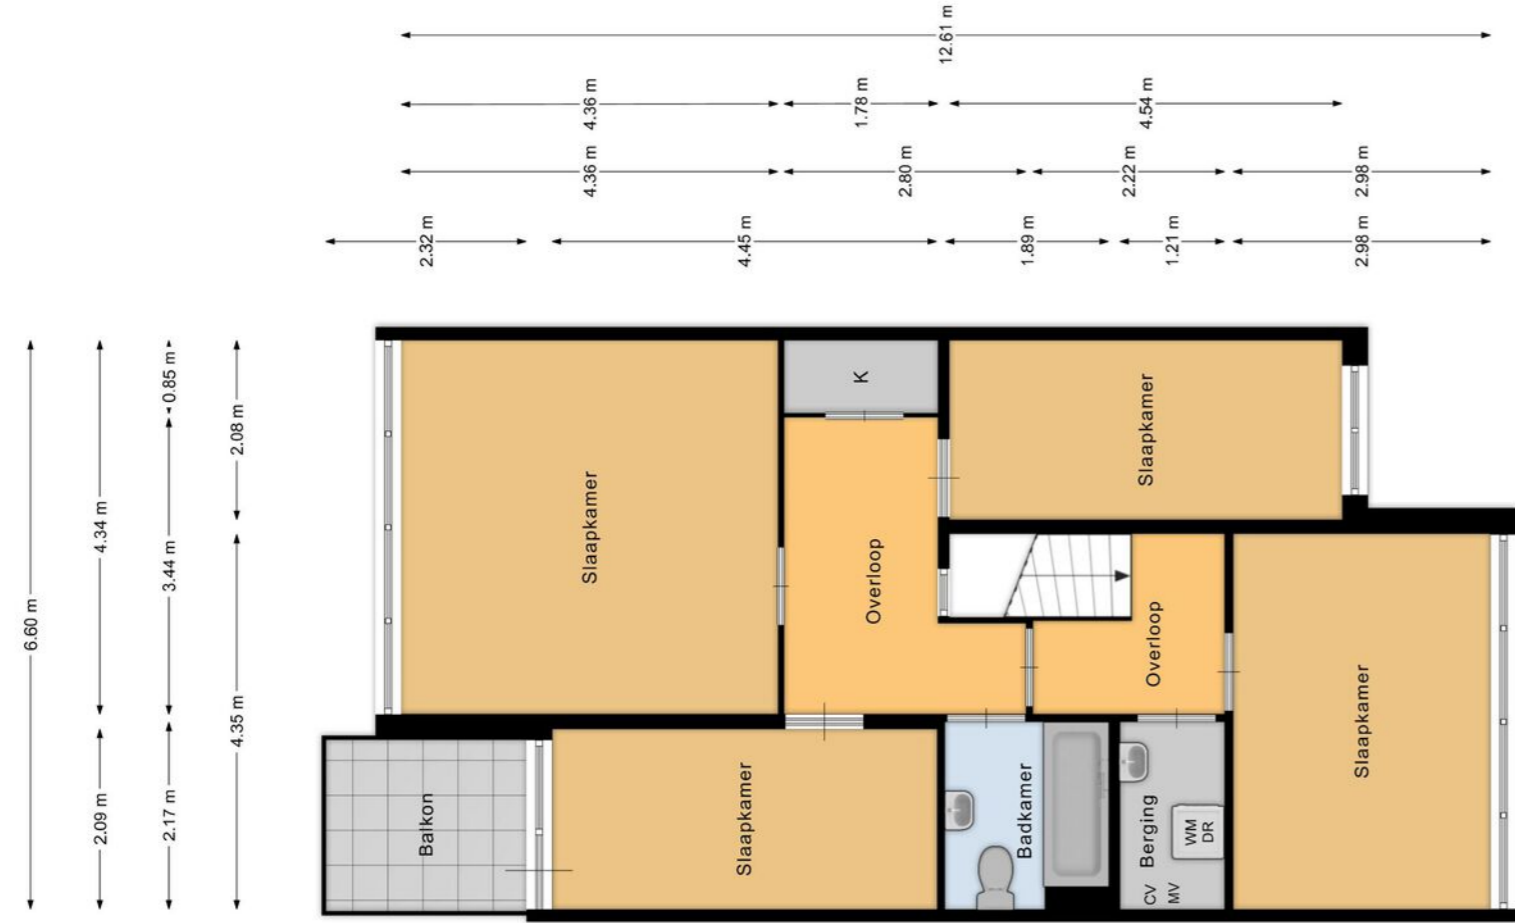 12.61 m
4.36 m
1.78 m
4.54 m
4.36 m
2.80 m
2.22 m
2.98 m
2.32 m
4.45 m
1.89 m
1.21 m
2.98 m
6.60 m
4.34 m
2.09 m
0.85 m
3.44 m
2.17 m
2.08 m
4.35 m
K
Slaapkamer
Slaapkamer
Overloop
Overloop
Slaapkamer
Balkon
Slaapkamer
Badkamer
Berging
WM
DR
CV
MV